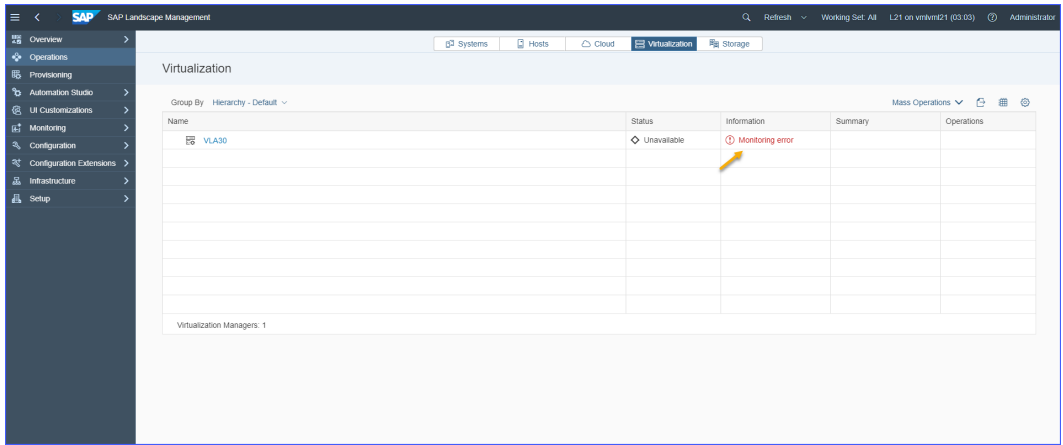 SAP SAP Landscape Management
Refresh Working Set: All L21 on vmlvml21 (03:03) Administrator
Overview
Operations
Provisioning
Automation Studio
UI Customizations
Monitoring
Configuration
Configuration Extensions
Infrastructure
Setup
Systems Hosts Cloud Virtualization Storage
Virtualization
Group By Hierarchy - Default Mass Operations
Name Status Information Summary Operations
VLA30 Unavailable Monitoring error
Virtualization Managers: 1